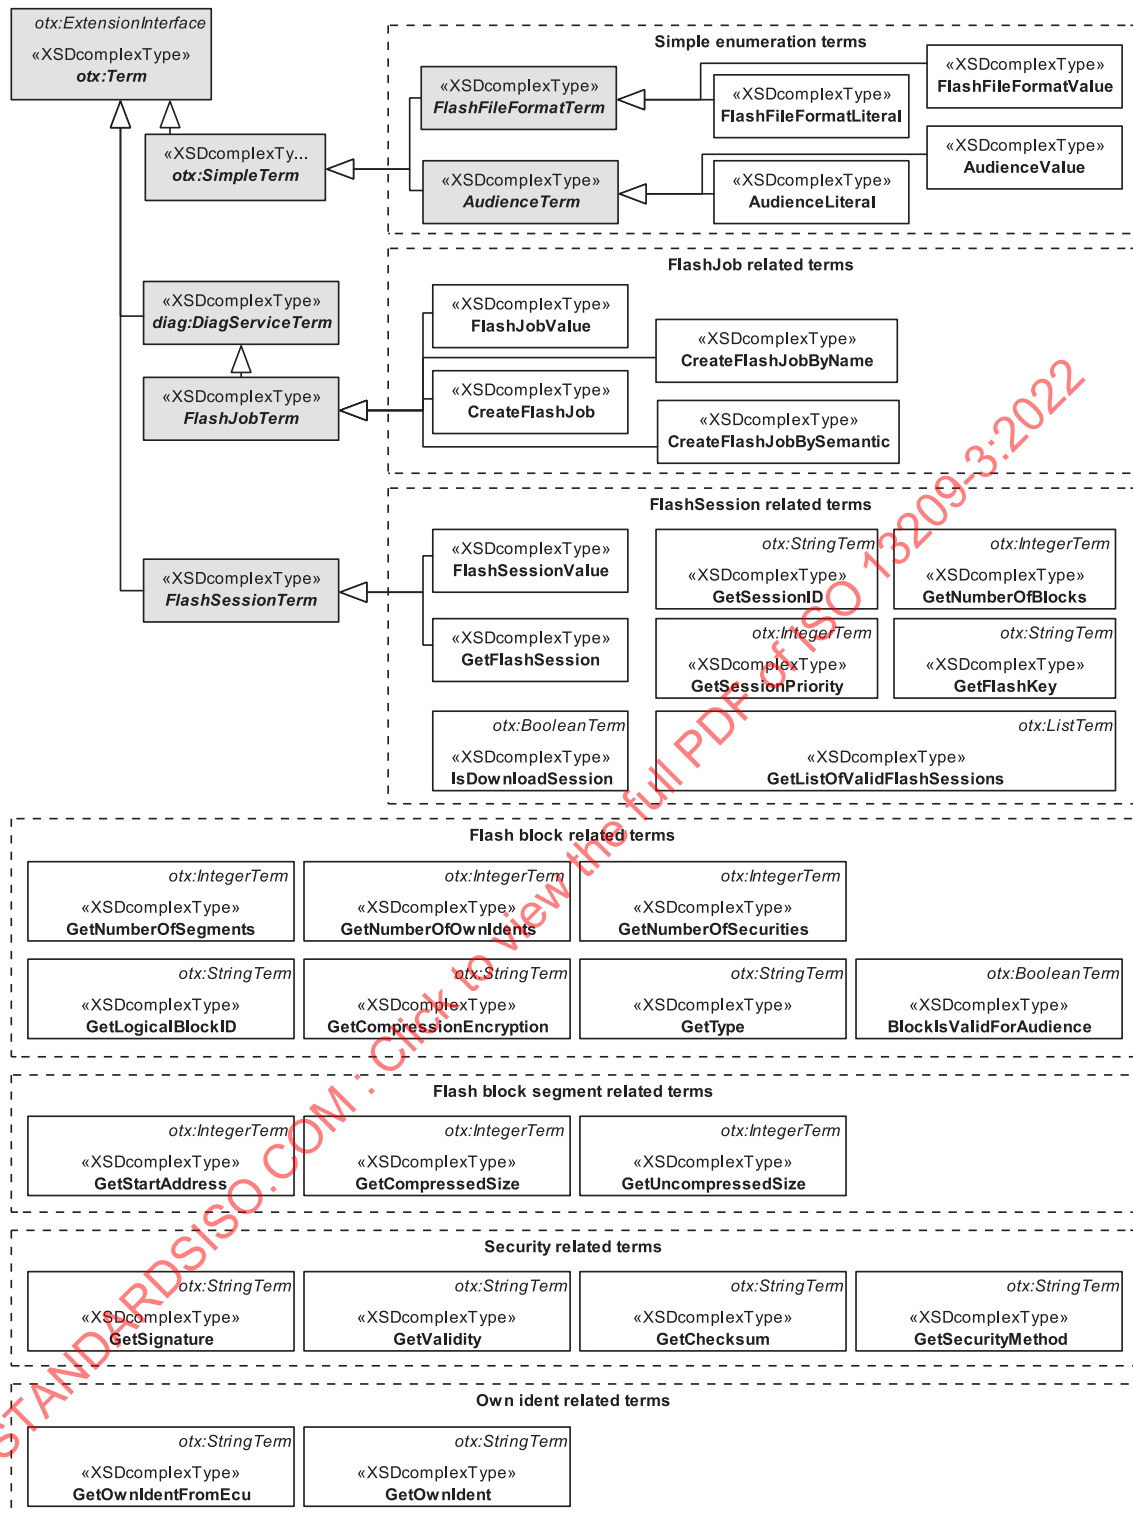 otx:ExtensionInterface
«XSDcomplexType»
otx:Term
Simple enumeration terms
«XSDcomplexType»
FlashFileFormatTerm
«XSDcomplexType»
FlashFileFormatLiteral
«XSDcomplexType»
FlashFileFormatValue
«XSDcomplexTy...
otx:SimpleTerm
«XSDcomplexType»
AudienceTerm
«XSDcomplexType»
AudienceLiteral
«XSDcomplexType»
AudienceValue
FlashJob related terms
«XSDcomplexType»
diag:DiagServiceTerm
«XSDcomplexType»
FlashJobValue
«XSDcomplexType»
CreateFlashJobByName
«XSDcomplexType»
FlashJobTerm
«XSDcomplexType»
CreateFlashJob
«XSDcomplexType»
CreateFlashJobBySemantic
FlashSession related terms
«XSDcomplexType»
FlashSessionTerm
«XSDcomplexType»
FlashSessionValue
otx:StringTerm
«XSDcomplexType»
GetSessionID
otx:IntegerTerm
«XSDcomplexType»
GetNumberOfBlocks
«XSDcomplexType»
GetFlashSession
otx:IntegerTerm
«XSDcomplexType»
GetSessionPriority
otx:StringTerm
«XSDcomplexType»
GetFlashKey
otx:BooleanTerm
«XSDcomplexType»
IsDownloadSession
otx:ListTerm
«XSDcomplexType»
GetListOfValidFlashSessions
Flash block related terms
otx:IntegerTerm
«XSDcomplexType»
GetNumberOfSegments
otx:IntegerTerm
«XSDcomplexType»
GetNumberOfOwnIdents
otx:IntegerTerm
«XSDcomplexType»
GetNumberOfSecurities
otx:StringTerm
«XSDcomplexType»
GetLogicalBlockID
otx:StringTerm
«XSDcomplexType»
GetCompressionEncryption
otx:StringTerm
«XSDcomplexType»
GetType
otx:BooleanTerm
«XSDcomplexType»
BlockIsValidForAudience
Flash block segment related terms
otx:IntegerTerm
«XSDcomplexType»
GetStartAddress
otx:IntegerTerm
«XSDcomplexType»
GetCompressedSize
otx:IntegerTerm
«XSDcomplexType»
GetUncompressedSize
Security related terms
otx:StringTerm
«XSDcomplexType»
GetSignature
otx:StringTerm
«XSDcomplexType»
GetValidity
otx:StringTerm
«XSDcomplexType»
GetChecksum
otx:StringTerm
«XSDcomplexType»
GetSecurityMethod
Own ident related terms
otx:StringTerm
«XSDcomplexType»
GetOwnIdentFromEcu
otx:StringTerm
«XSDcomplexType»
GetOwnIdent
STANDARDSISO.COM : Click to view the full PDF of ISO 13209-3:2022